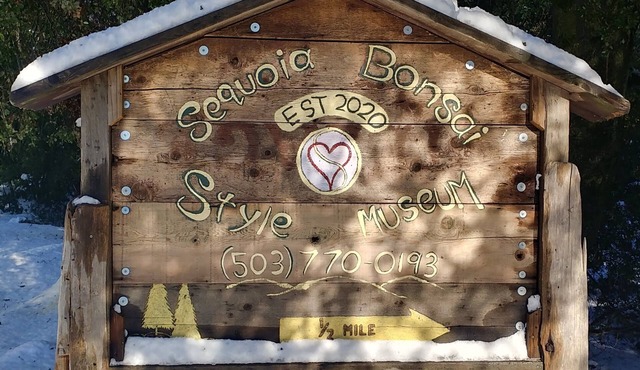 Sequoia Bonsai
EST 2020
Style MUSEUM
(503) 770-0193
1/2 MILE